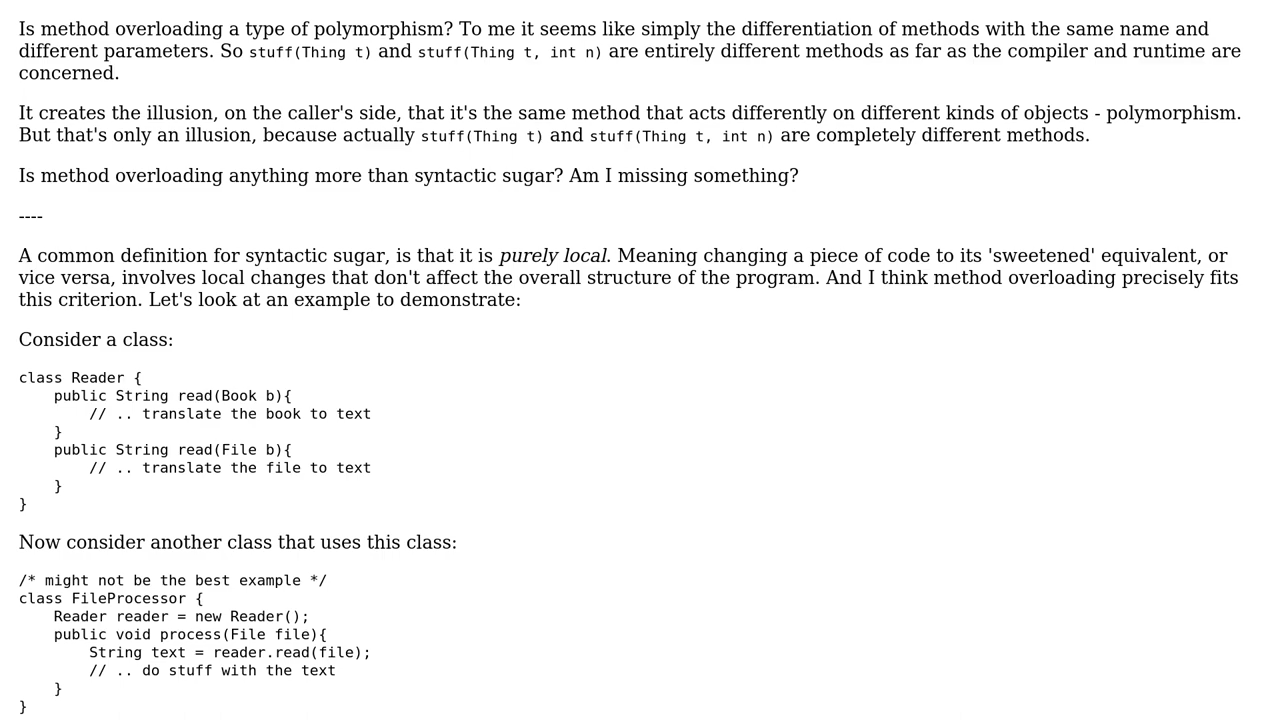 Is method overloading a type of polymorphism? To me it seems like simply the differentiation of methods with the same name and
different parameters. So stuff(Thing t) and stuff(Thing t, int n) are entirely different methods as far as the compiler and runtime are
concerned.
It creates the illusion, on the caller's side, that it's the same method that acts differently on different kinds of objects - polymorphism.
But that's only an illusion, because actually stuff(Thing t) and stuff(Thing t, int n) are completely different methods.
Is method overloading anything more than syntactic sugar? Am I missing something?
----
A common definition for syntactic sugar, is that it is purely local. Meaning changing a piece of code to its 'sweetened' equivalent, or
vice versa, involves local changes that don't affect the overall structure of the program. And I think method overloading precisely fits
this criterion. Let's look at an example to demonstrate:
Consider a class:
class Reader {
    public String read(Book b){
        // .. translate the book to text
    }
    public String read(File b){
        // .. translate the file to text
    }
}
Now consider another class that uses this class:
/* might not be the best example */
class FileProcessor {
    Reader reader = new Reader();
    public void process(File file){
        String text = reader.read(file);
        // .. do stuff with the text
    }
}